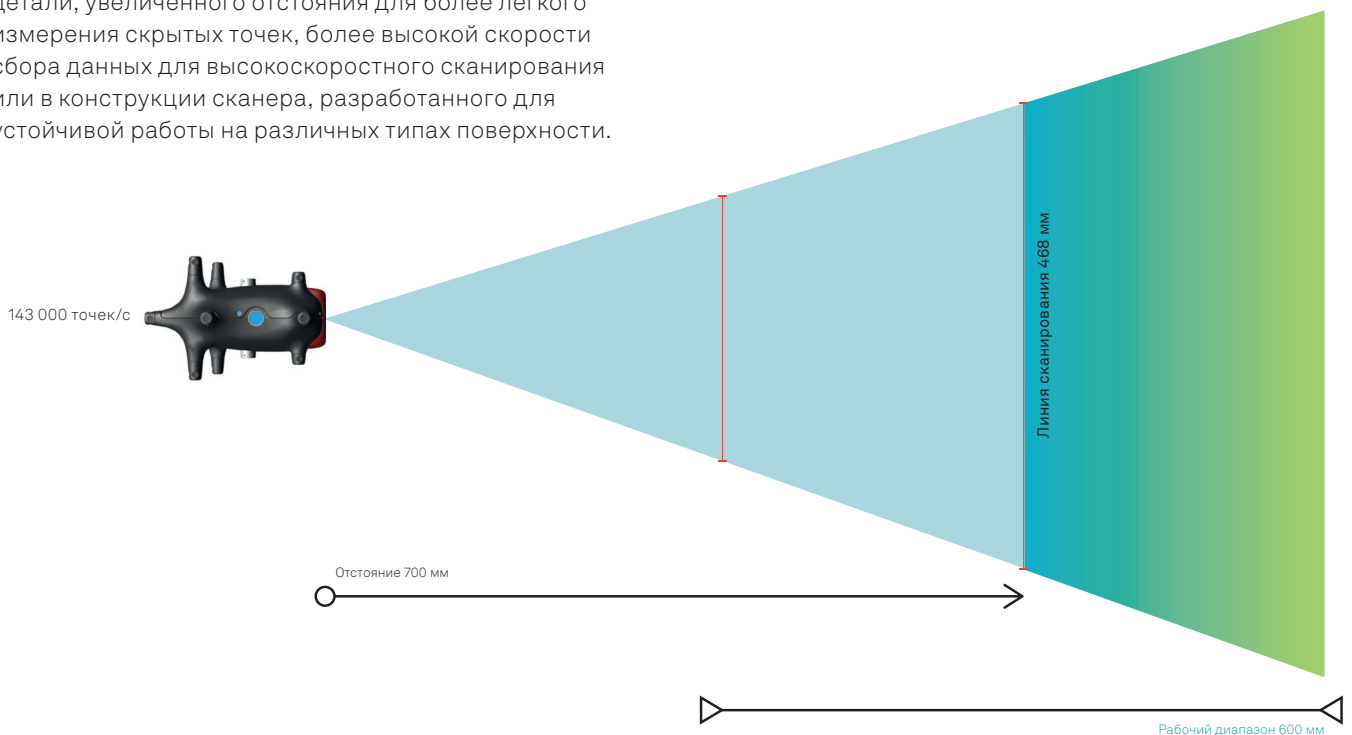 детали, увеличенного отстояния для более легкого
измерения скрытых точек, более высокой скорости
сбора данных для высокоскоростного сканирования
или в конструкции сканера, разработанного для
устойчивой работы на различных типах поверхности.
143 000 точек/с
Линия сканирования 468 мм
Отстояние 700 мм
Рабочий диапазон 600 мм